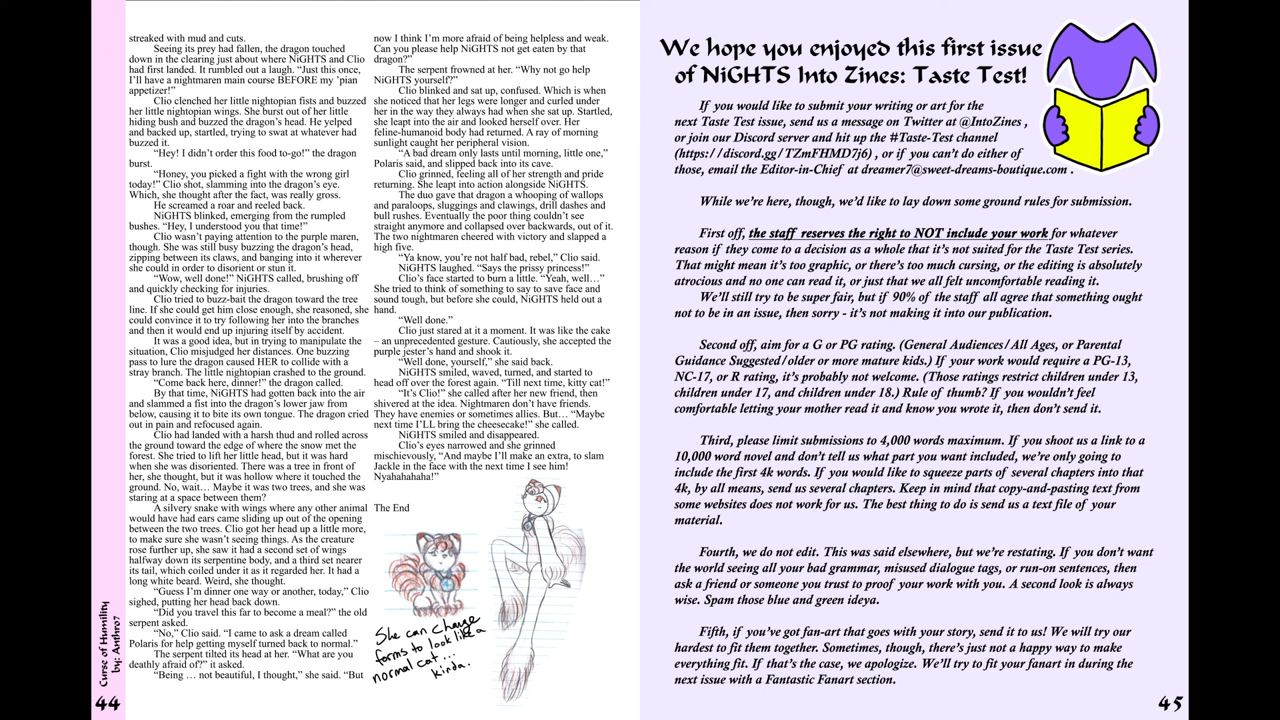 streaked with mud and cuts.
Seeing its prey had fallen, the dragon touched
down in the clearing just about where NiGHTS and Clio
had first landed. It rumbled out a laugh. “Just this once,
I’ll have a nightmaren main course BEFORE my ’pian
appetizer!”
Clio clenched her little nightopian fists and buzzed
her little nightopian wings. She burst out of her little
hiding bush and buzzed the dragon’s head. He yelped
and backed up, startled, trying to swat at whatever had
buzzed it.
“Hey! I didn’t order this food to-go!” the dragon
burst.
“Honey, you picked a fight with the wrong girl
today!” Clio shot, slamming into the dragon’s eye.
Which, she thought after the fact, was really gross.
He screamed a roar and reeled back.
NiGHTS blinked, emerging from the rumpled
bushes. “Hey, I understood you that time!”
Clio wasn’t paying attention to the purple maren,
though. She was still busy buzzing the dragon’s head,
zipping between its claws, and banging into it wherever
she could in order to disorient or stun it.
“Wow, well done!” NiGHTS called, brushing off
and quickly checking for injuries.
Clio tried to buzz-bait the dragon toward the tree
line. If she could get him close enough, she reasoned, she
could convince it to try following her into the branches
and then it would end up injuring itself by accident.
It was a good idea, but in trying to manipulate the
situation, Clio misjudged her distances. One buzzing
pass to lure the dragon caused HER to collide with a
stray branch. The little nightopian crashed to the ground.
“Come back here, dinner!” the dragon called.
By that time, NiGHTS had gotten back into the air
and slammed a fist into the dragon’s lower jaw from
below, causing it to bite its own tongue. The dragon cried
out in pain and refocused again.
Clio had landed with a harsh thud and rolled across
the ground toward the edge of where the snow met the
forest. She tried to lift her little head, but it was hard
when she was disoriented. There was a tree in front of
her, she thought, but it was hollow where it touched the
ground. No, wait… Maybe it was two trees, and she was
staring at a space between them?
A silvery snake with wings where any other animal
would have had ears came sliding up out of the opening
between the two trees. Clio got her head up a little more,
to make sure she wasn’t seeing things. As the creature
rose further up, she saw it had a second set of wings
halfway down its serpentine body, and a third set nearer
its tail, which coiled under it as it regarded her. It had a
long white beard. Weird, she thought.
“Guess I’m dinner one way or another, today,” Clio
sighed, putting her head back down.
“Did you travel this far to become a meal?” the old
serpent asked.
“No,” Clio said. “I came to ask a dream called
Polaris for help getting myself turned back to normal.”
The serpent tilted its head at her. “What are you
deathly afraid of?” it asked.
“Being … not beautiful, I thought,” she said. “But
now I think I’m more afraid of being helpless and weak.
Can you please help NiGHTS not get eaten by that
dragon?”
The serpent frowned at her. “Why not go help
NiGHTS yourself?”
Clio blinked and sat up, confused. Which is when
she noticed that her legs were longer and curled under
her in the way they always had when she sat up. Startled,
she leapt into the air and looked herself over. Her
feline-humanoid body had returned. A ray of morning
sunlight caught her peripheral vision.
“A bad dream only lasts until morning, little one,”
Polaris said, and slipped back into its cave.
Clio grinned, feeling all of her strength and pride
returning. She leapt into action alongside NiGHTS.
The duo gave that dragon a whooping of wallops
and paraloops, sluggings and clawings, drill dashes and
bull rushes. Eventually the poor thing couldn’t see
straight anymore and collapsed over backwards, out of it.
The two nightmaren cheered with victory and slapped a
high five.
“Ya know, you’re not half bad, rebel,” Clio said.
NiGHTS laughed. “Says the prissy princess!”
Clio’s face started to burn a little. “Yeah, well…”
She tried to think of something to say to save face and
sound tough, but before she could, NiGHTS held out a
hand.
“Well done.”
Clio just stared at it a moment. It was like the cake
– an unprecedented gesture. Cautiously, she accepted the
purple jester’s hand and shook it.
“Well done, yourself,” she said back.
NiGHTS smiled, waved, turned, and started to
head off over the forest again. “Till next time, kitty cat!”
“It’s Clio!” she called after her new friend, then
shivered at the idea. Nightmaren don’t have friends.
They have enemies or sometimes allies. But… “Maybe
next time I’LL bring the cheesecake!” she called.
NiGHTS smiled and disappeared.
Clio’s eyes narrowed and she grinned
mischievously, “And maybe I’ll make an extra, to slam
Jackle in the face with the next time I see him!
Nyahahahaha!”
The End
She can change
forms to look like a
normal cat...
kinda.
Curse of Humility
by: Anthro7
44
We hope you enjoyed this first issue
of NiGHTS Into Zines: Taste Test!
If you would like to submit your writing or art for the
next Taste Test issue, send us a message on Twitter at @IntoZines ,
or join our Discord server and hit up the #Taste-Test channel
(https://discord.gg/TZmFHMD7j6) , or if you can’t do either of
those, email the Editor-in-Chief at dreamer7@sweet-dreams-boutique.com .
While we’re here, though, we’d like to lay down some ground rules for submission.
First off, the staff reserves the right to NOT include your work for whatever
reason if they come to a decision as a whole that it’s not suited for the Taste Test series.
That might mean it’s too graphic, or there’s too much cursing, or the editing is absolutely
atrocious and no one can read it, or just that we all felt uncomfortable reading it.
We’ll still try to be super fair, but if 90% of the staff all agree that something ought
not to be in an issue, then sorry - it’s not making it into our publication.
Second off, aim for a G or PG rating. (General Audiences/All Ages, or Parental
Guidance Suggested/older or more mature kids.) If your work would require a PG-13,
NC-17, or R rating, it’s probably not welcome. (Those ratings restrict children under 13,
children under 17, and children under 18.) Rule of thumb? If you wouldn’t feel
comfortable letting your mother read it and know you wrote it, then don’t send it.
Third, please limit submissions to 4,000 words maximum. If you shoot us a link to a
10,000 word novel and don’t tell us what part you want included, we’re only going to
include the first 4k words. If you would like to squeeze parts of several chapters into that
4k, by all means, send us several chapters. Keep in mind that copy-and-pasting text from
some websites does not work for us. The best thing to do is send us a text file of your
material.
Fourth, we do not edit. This was said elsewhere, but we’re restating. If you don’t want
the world seeing all your bad grammar, misused dialogue tags, or run-on sentences, then
ask a friend or someone you trust to proof your work with you. A second look is always
wise. Spam those blue and green ideya.
Fifth, if you’ve got fan-art that goes with your story, send it to us! We will try our
hardest to fit them together. Sometimes, though, there’s just not a happy way to make
everything fit. If that’s the case, we apologize. We’ll try to fit your fanart in during the
next issue with a Fantastic Fanart section.
45